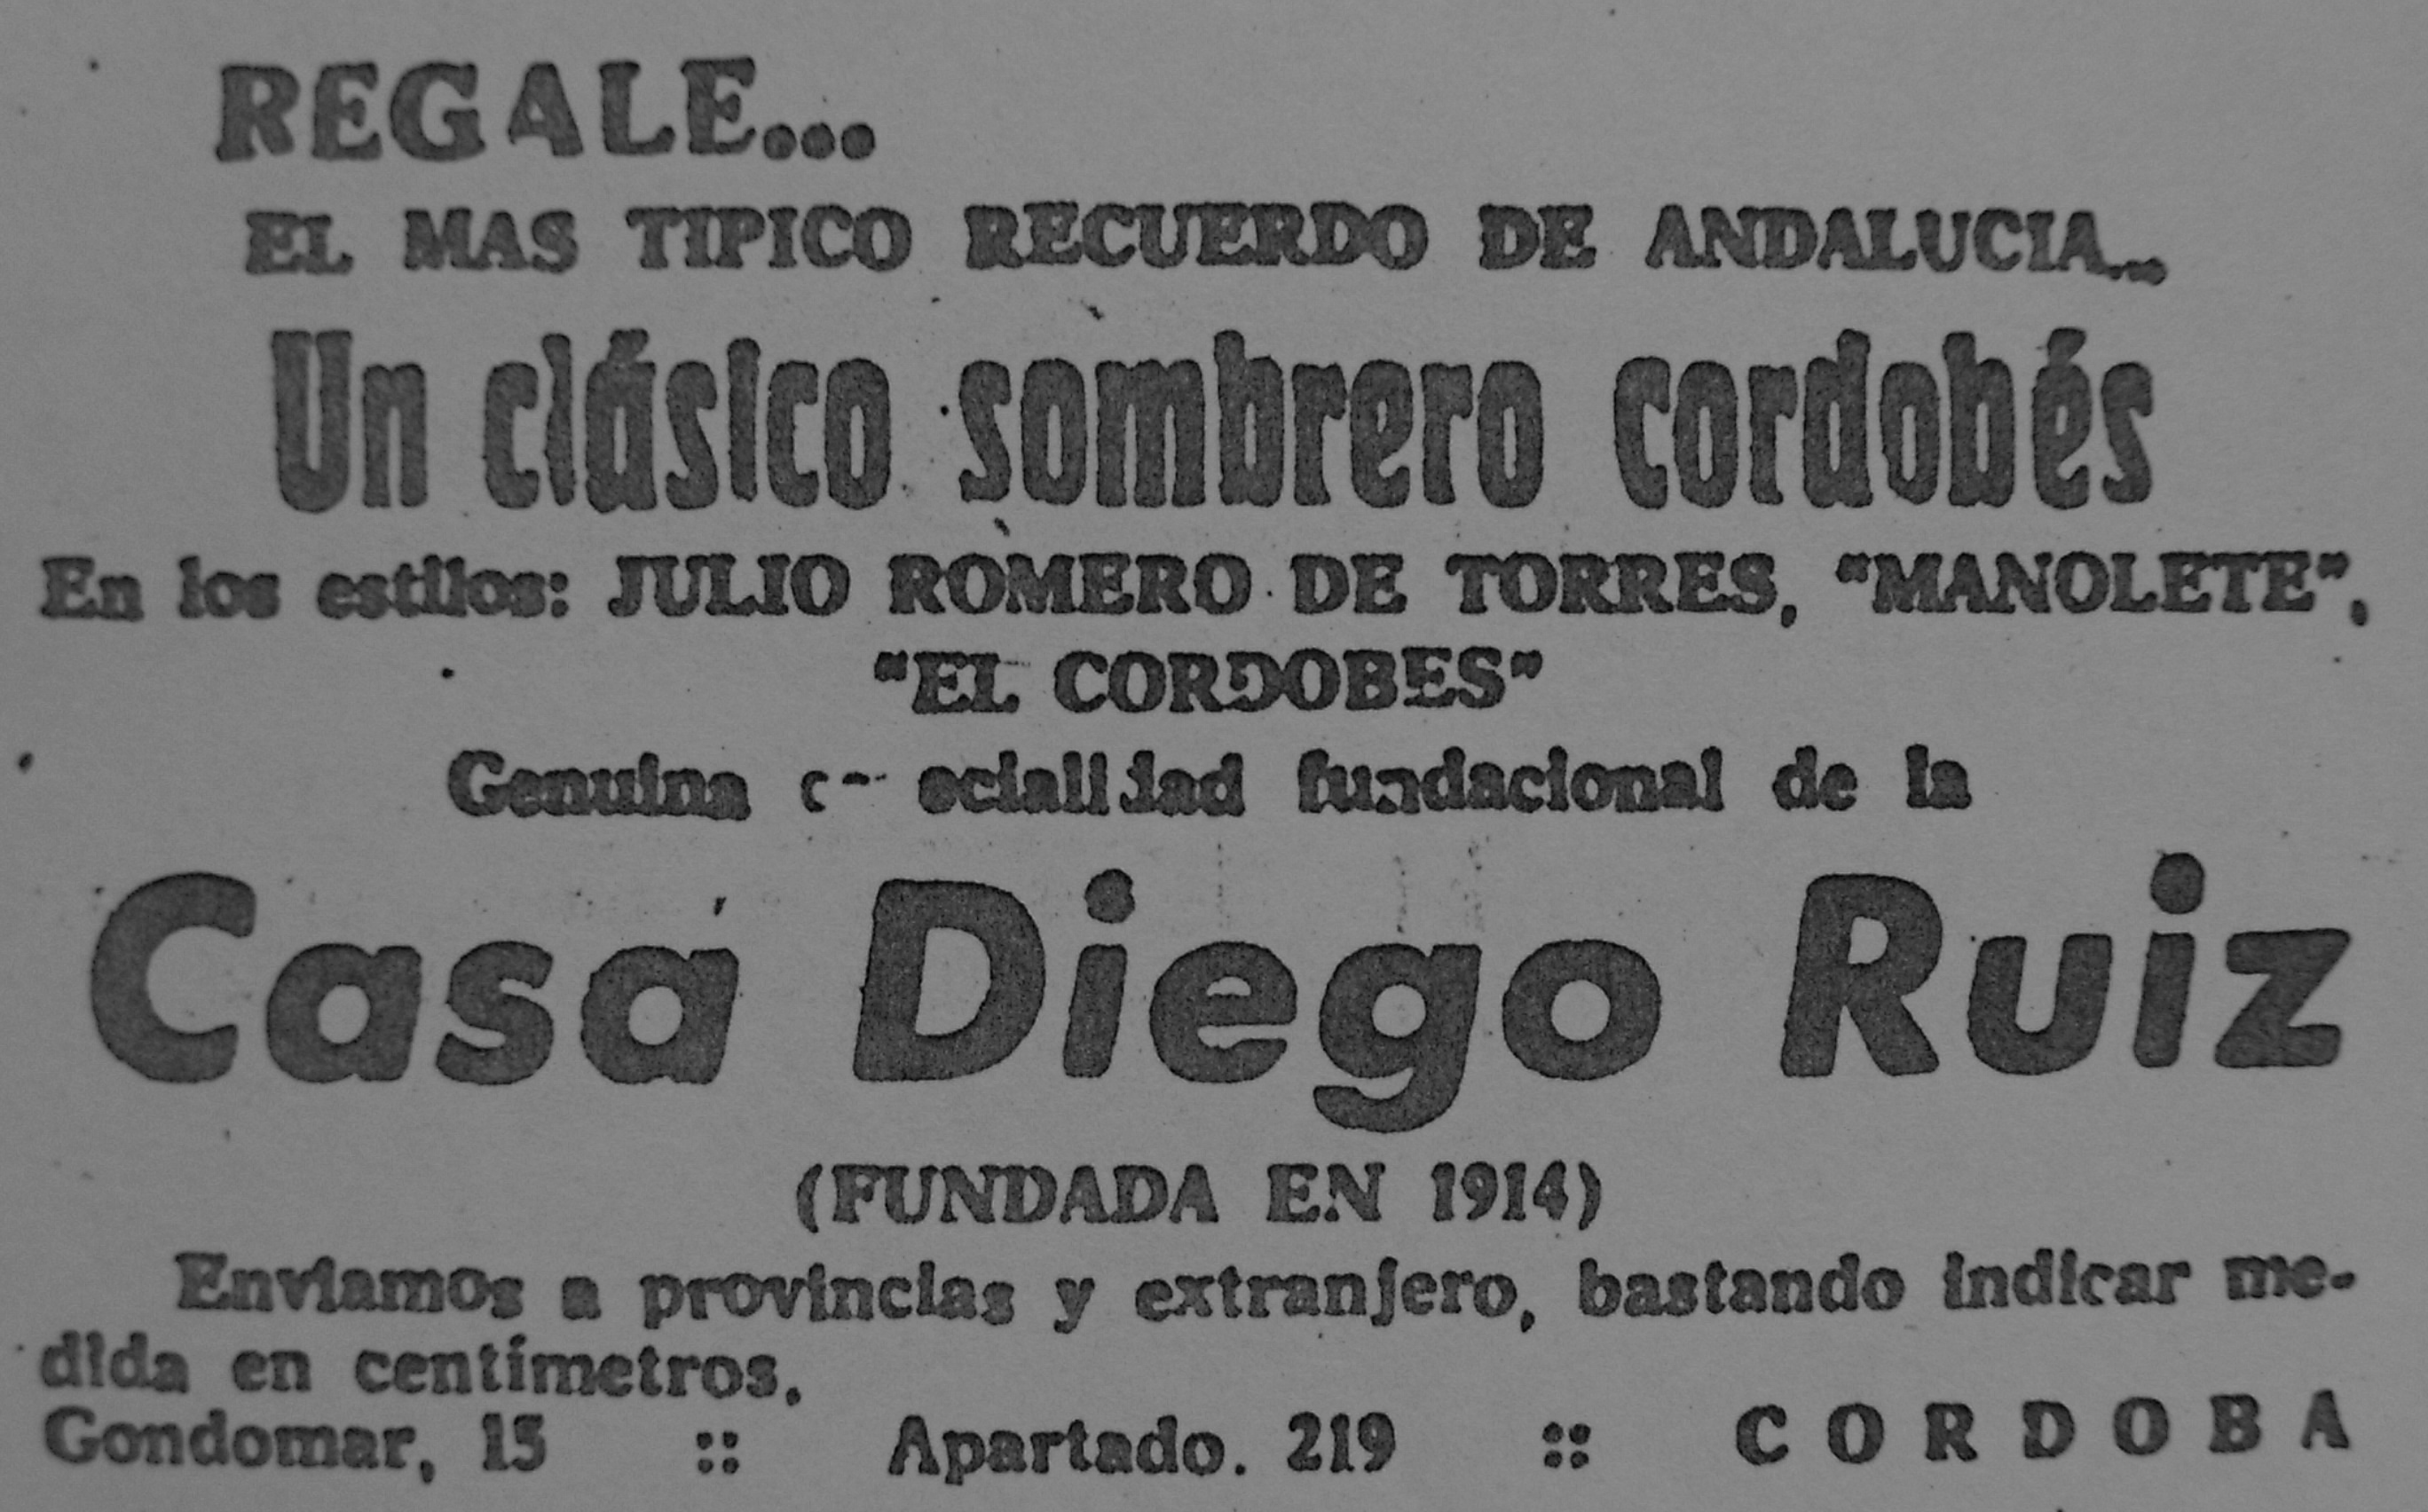 REGALE...
EL MAS TIPICO RECUERDO DE ANDALUCIA...
Un clásico sombrero cordobés
En los estilos: JULIO ROMERO DE TORRES, "MANOLETE",
"EL CORDOBES"
Genuina especialidad fundacional de la
Casa Diego Ruiz
(FUNDADA EN 1914)
Enviamos a provincias y extranjero, bastando indicar me-
dida en centímetros.
Gondomar, 15 :: Apartado. 219 :: CORDOBA